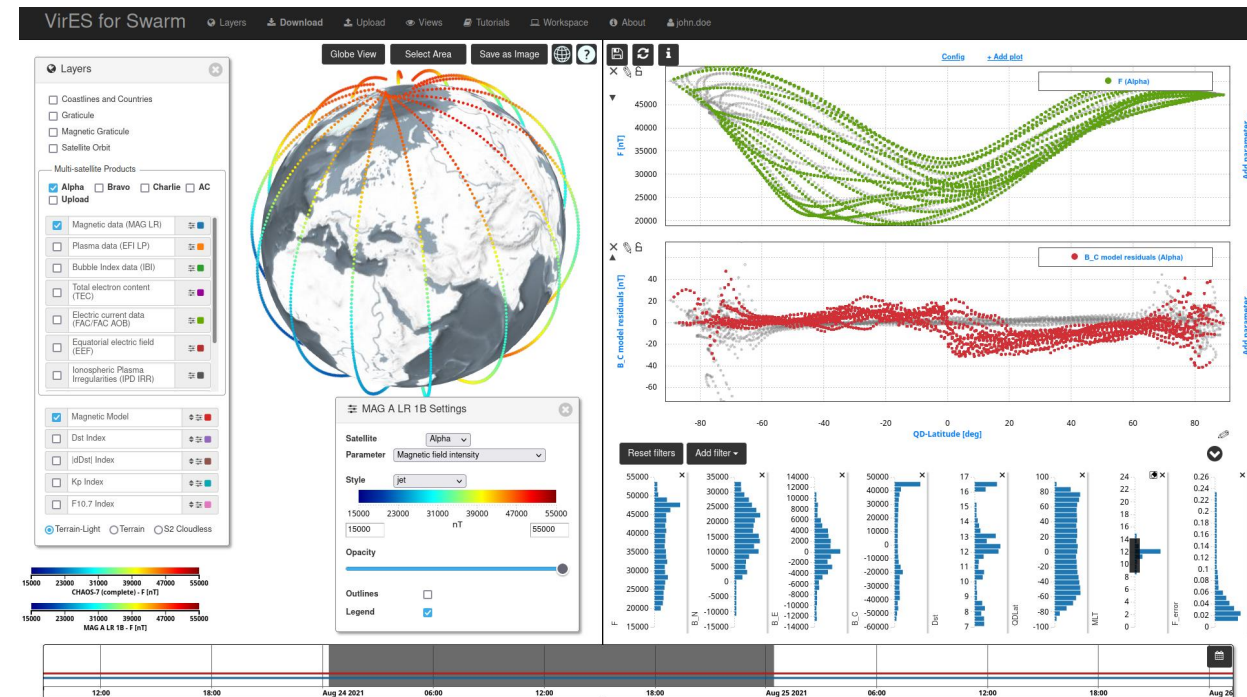 VirES for Swarm Layers Download Upload Views Tutorials Workspace About john.doe
Layers
Coastlines and Countries
Graticule
Magnetic Graticule
Satellite Orbit
Multi-satellite Products
Alpha Bravo Charlie AC
Upload
Magnetic data (MAG LR)
Plasma data (EFI LP)
Bubble Index data (IBI)
Total electron content
(TEC)
Electric current data
(FAC/FAC AOB)
Equatorial electric field
(EEF)
Ionospheric Plasma
Irregularities (IPD IRR)
Magnetic Model
Dst Index
|dDst| Index
Kp Index
F10.7 Index
Terrain-Light Terrain S2 Cloudless
15000 23000 31000 39000 47000 55000
CHAOS-7 (complete) - F [nT]
15000 23000 31000 39000 47000 55000
MAG A LR 1B - F [nT]
Globe View Select Area Save as Image ?
MAG A LR 1B Settings
Satellite Alpha
Parameter Magnetic field intensity
Style jet
15000 23000 31000 39000 47000 55000
nT
15000 55000
Opacity
Outlines
Legend
Config + Add plot
F (Alpha)
45000
40000
35000
30000
25000
20000
F [nT]
Add parameter
B_C model residuals (Alpha)
40
20
0
-20
-40
-60
B_C model residuals [nT]
Add parameter
-80 -60 -40 -20 0 20 40 60 80
QD-Latitude [deg]
Reset filters Add filter
55000
50000
45000
40000
35000
30000
25000
20000
15000
F
35000
30000
25000
20000
15000
10000
5000
0
-5000
-10000
-15000
B_N
14000
12000
10000
8000
6000
4000
2000
0
-2000
-4000
-6000
-8000
-10000
-12000
-14000
B_E
50000
40000
30000
20000
10000
0
-10000
-20000
-30000
-40000
-50000
-60000
B_C
17
16
15
14
13
12
11
10
9
8
7
Dst
100
80
60
40
20
0
-20
-40
-60
-80
-100
QDLat
24
22
20
18
16
14
12
10
8
6
4
2
0
MLT
0.26
0.24
0.22
0.2
0.18
0.16
0.14
0.12
0.1
0.08
0.06
0.04
0.02
0
F_error
12:00 18:00 Aug 24 2021 06:00 12:00 18:00 Aug 25 2021 06:00 12:00 18:00 Aug 26